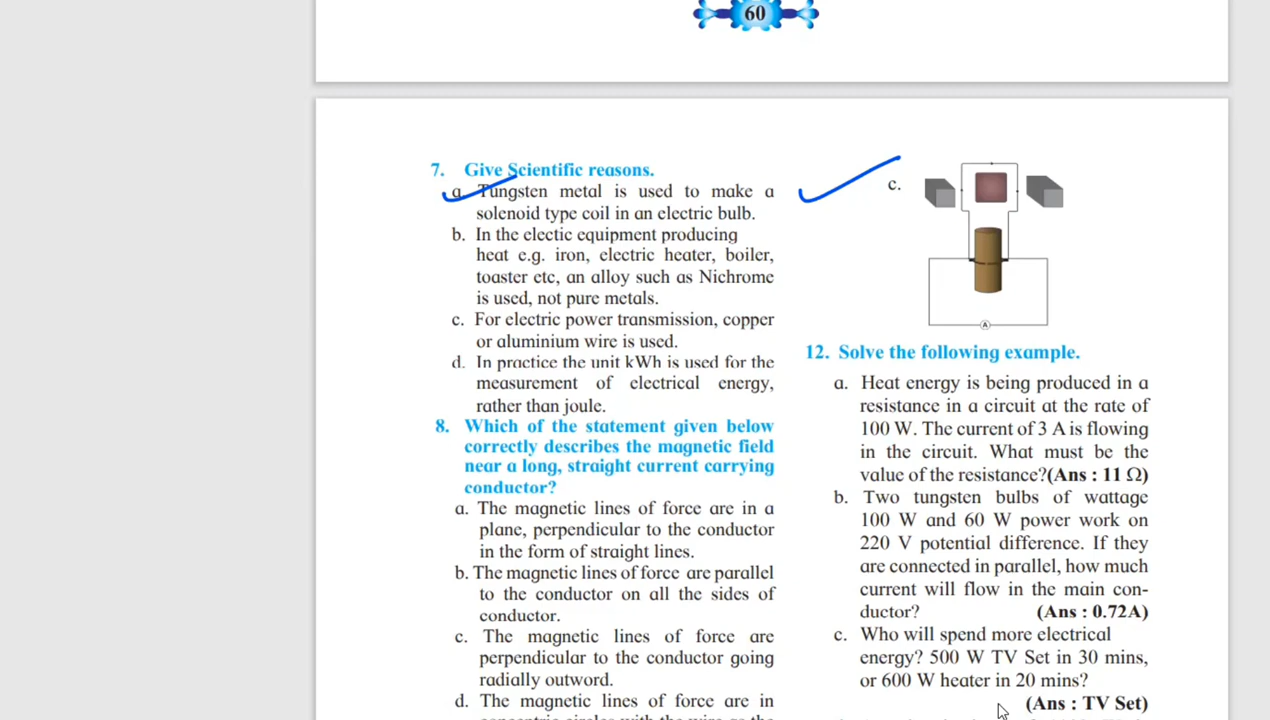 60
7. Give Scientific reasons.
a. Tungsten metal is used to make a
solenoid type coil in an electric bulb.
b. In the electic equipment producing
heat e.g. iron, electric heater, boiler,
toaster etc, an alloy such as Nichrome
is used, not pure metals.
c. For electric power transmission, copper
or aluminium wire is used.
d. In practice the unit kWh is used for the
measurement of electrical energy,
rather than joule.
8. Which of the statement given below
correctly describes the magnetic field
near a long, straight current carrying
conductor?
a. The magnetic lines of force are in a
plane, perpendicular to the conductor
in the form of straight lines.
b. The magnetic lines of force are parallel
to the conductor on all the sides of
conductor.
c. The magnetic lines of force are
perpendicular to the conductor going
radially outword.
d. The magnetic lines of force are in
concentric circles with the wire as the
c.
A
12. Solve the following example.
a. Heat energy is being produced in a
resistance in a circuit at the rate of
100 W. The current of 3 A is flowing
in the circuit. What must be the
value of the resistance?(Ans : 11 Ω)
b. Two tungsten bulbs of wattage
100 W and 60 W power work on
220 V potential difference. If they
are connected in parallel, how much
current will flow in the main con-
ductor? (Ans : 0.72A)
c. Who will spend more electrical
energy? 500 W TV Set in 30 mins,
or 600 W heater in 20 mins?
(Ans : TV Set)